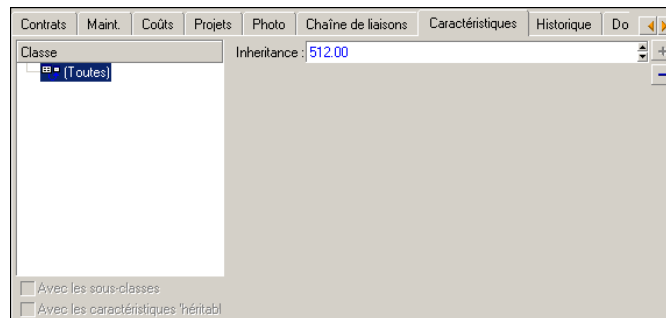 Contrats Maint. Coûts Projets Photo Chaîne de liaisons Caractéristiques Historique Do
Classe Inheritance : 512.00
(Toutes)
Avec les sous-classes
Avec les caractéristiques 'héritabl